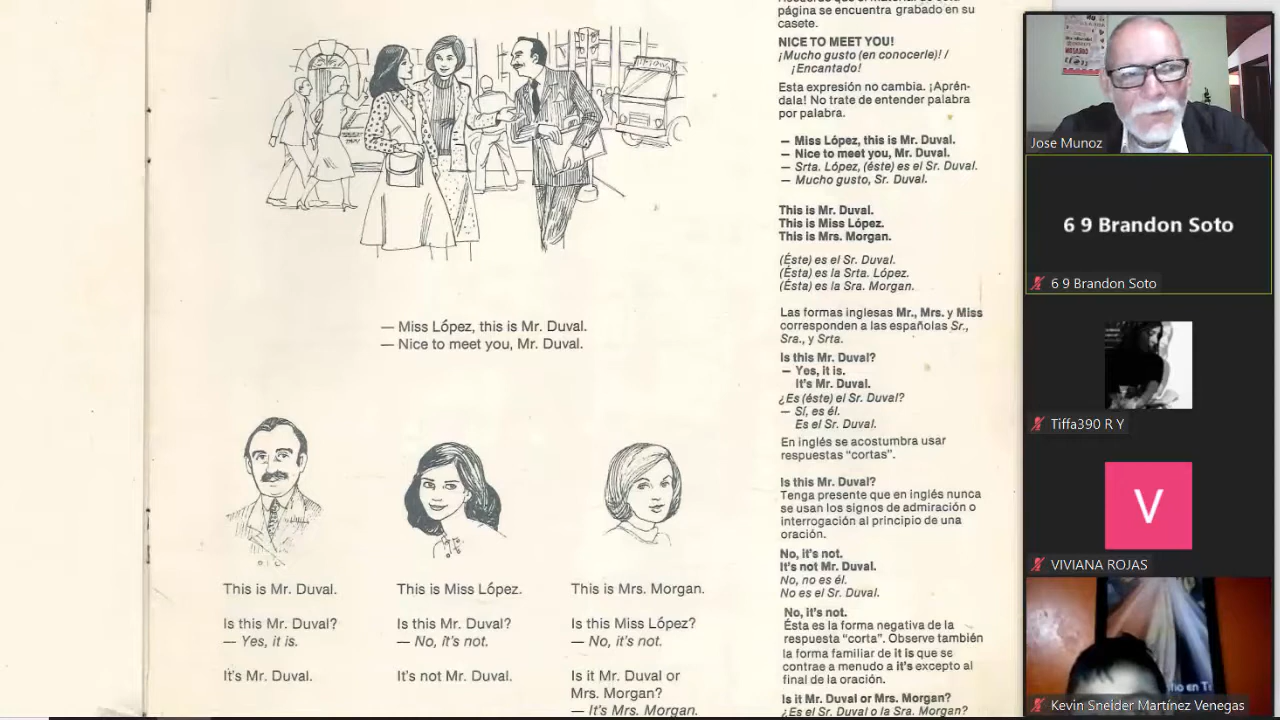 — Miss López, this is Mr. Duval.
— Nice to meet you, Mr. Duval.
This is Mr. Duval.
Is this Mr. Duval?
— Yes, it is.
It's Mr. Duval.
This is Miss López.
Is this Mr. Duval?
— No, it's not.
It's not Mr. Duval.
This is Mrs. Morgan.
Is this Miss López?
— No, it's not.
Is it Mr. Duval or
Mrs. Morgan?
— It's Mrs. Morgan.
página se encuentra grabado en su
casete.
NICE TO MEET YOU!
¡Mucho gusto (en conocerle)! /
¡Encantado!
Esta expresión no cambia. ¡Aprén-
dala! No trate de entender palabra
por palabra.
— Miss López, this is Mr. Duval.
— Nice to meet you, Mr. Duval.
— Srta. López, (éste) es el Sr. Duval.
— Mucho gusto, Sr. Duval.
This is Mr. Duval.
This is Miss López.
This is Mrs. Morgan.
(Éste) es el Sr. Duval.
(Ésta) es la Srta. López.
(Ésta) es la Sra. Morgan.
Las formas inglesas Mr., Mrs. y Miss
corresponden a las españolas Sr.,
Sra., y Srta.
Is this Mr. Duval?
— Yes, it is.
It's Mr. Duval.
¿Es (éste) el Sr. Duval?
— Sí, es él.
Es el Sr. Duval.
En inglés se acostumbra usar
respuestas "cortas".
Is this Mr. Duval?
Tenga presente que en inglés nunca
se usan los signos de admiración o
interrogación al principio de una
oración.
No, it's not.
It's not Mr. Duval.
No, no es él.
No es el Sr. Duval.
No, it's not.
Ésta es la forma negativa de la
respuesta "corta". Observe también
la forma familiar de it is que se
contrae a menudo a it's excepto al
final de la oración.
Is it Mr. Duval or Mrs. Morgan?
¿Es el Sr. Duval o la Sra. Morgan?
Jose Munoz
6 9 Brandon Soto
6 9 Brandon Soto
Tiffa390 R Y
V
VIVIANA ROJAS
Kevin Sneider Martínez Venegas